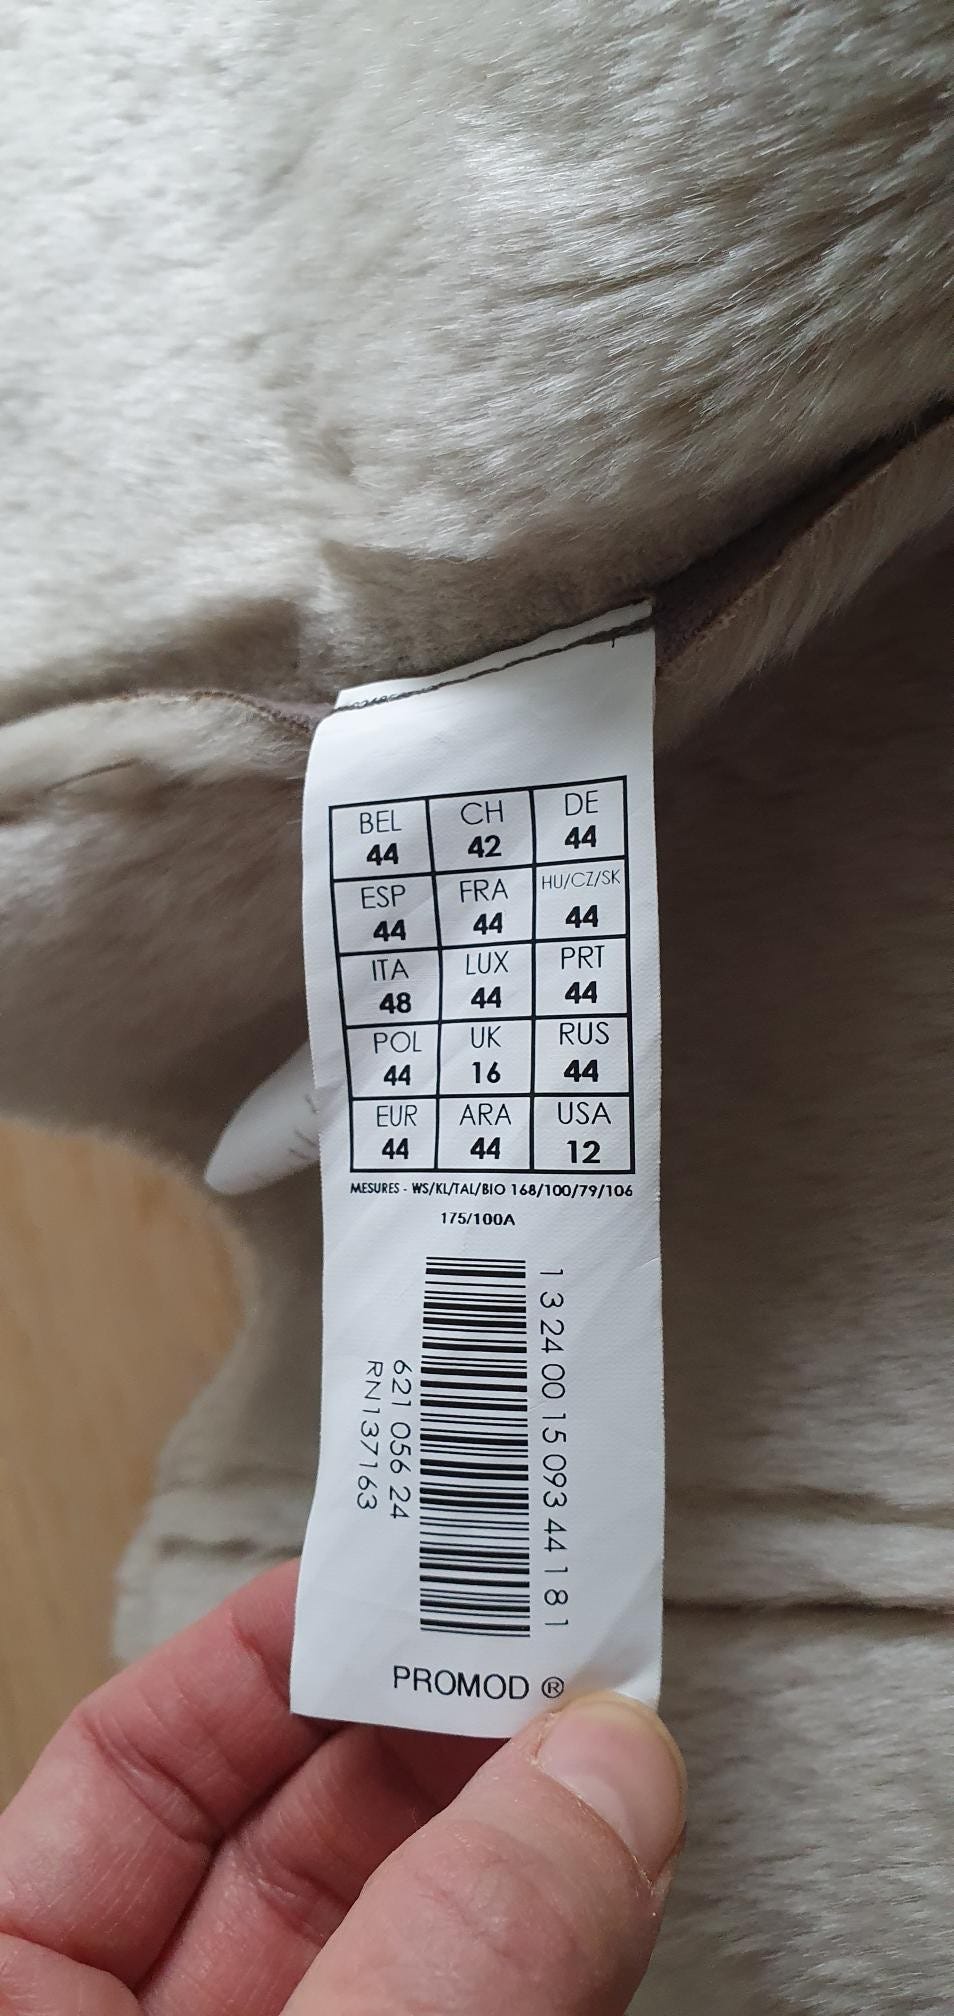 BEL CH DE
44 42 44
ESP FRA HU/CZ/SK
44 44 44
ITA LUX PRT
48 44 44
POL UK RUS
44 16 44
EUR ARA USA
44 44 12
MESURES - WS/KL/TAL/BIO 168/100/79/106
175/100A
1 3 24 00 15 093 44 1 8 1
621 056 24
RN137163
PROMOD ®